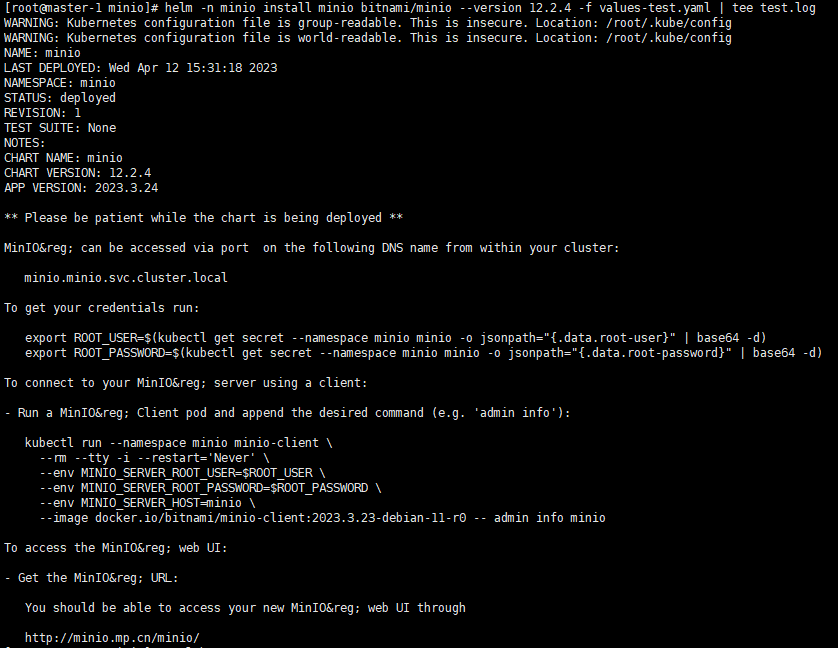 [root@master-1 minio]# helm -n minio install minio bitnami/minio --version 12.2.4 -f values-test.yaml | tee test.log
WARNING: Kubernetes configuration file is group-readable. This is insecure. Location: /root/.kube/config
WARNING: Kubernetes configuration file is world-readable. This is insecure. Location: /root/.kube/config
NAME: minio
LAST DEPLOYED: Wed Apr 12 15:31:18 2023
NAMESPACE: minio
STATUS: deployed
REVISION: 1
TEST SUITE: None
NOTES:
CHART NAME: minio
CHART VERSION: 12.2.4
APP VERSION: 2023.3.24

** Please be patient while the chart is being deployed **

MinIO&reg; can be accessed via port  on the following DNS name from within your cluster:

   minio.minio.svc.cluster.local

To get your credentials run:

   export ROOT_USER=$(kubectl get secret --namespace minio minio -o jsonpath="{.data.root-user}" | base64 -d)
   export ROOT_PASSWORD=$(kubectl get secret --namespace minio minio -o jsonpath="{.data.root-password}" | base64 -d)

To connect to your MinIO&reg; server using a client:

- Run a MinIO&reg; Client pod and append the desired command (e.g. 'admin info'):

   kubectl run --namespace minio minio-client \
     --rm --tty -i --restart='Never' \
     --env MINIO_SERVER_ROOT_USER=$ROOT_USER \
     --env MINIO_SERVER_ROOT_PASSWORD=$ROOT_PASSWORD \
     --env MINIO_SERVER_HOST=minio \
     --image docker.io/bitnami/minio-client:2023.3.23-debian-11-r0 -- admin info minio

To access the MinIO&reg; web UI:

- Get the MinIO&reg; URL:

   You should be able to access your new MinIO&reg; web UI through

   http://minio.mp.cn/minio/